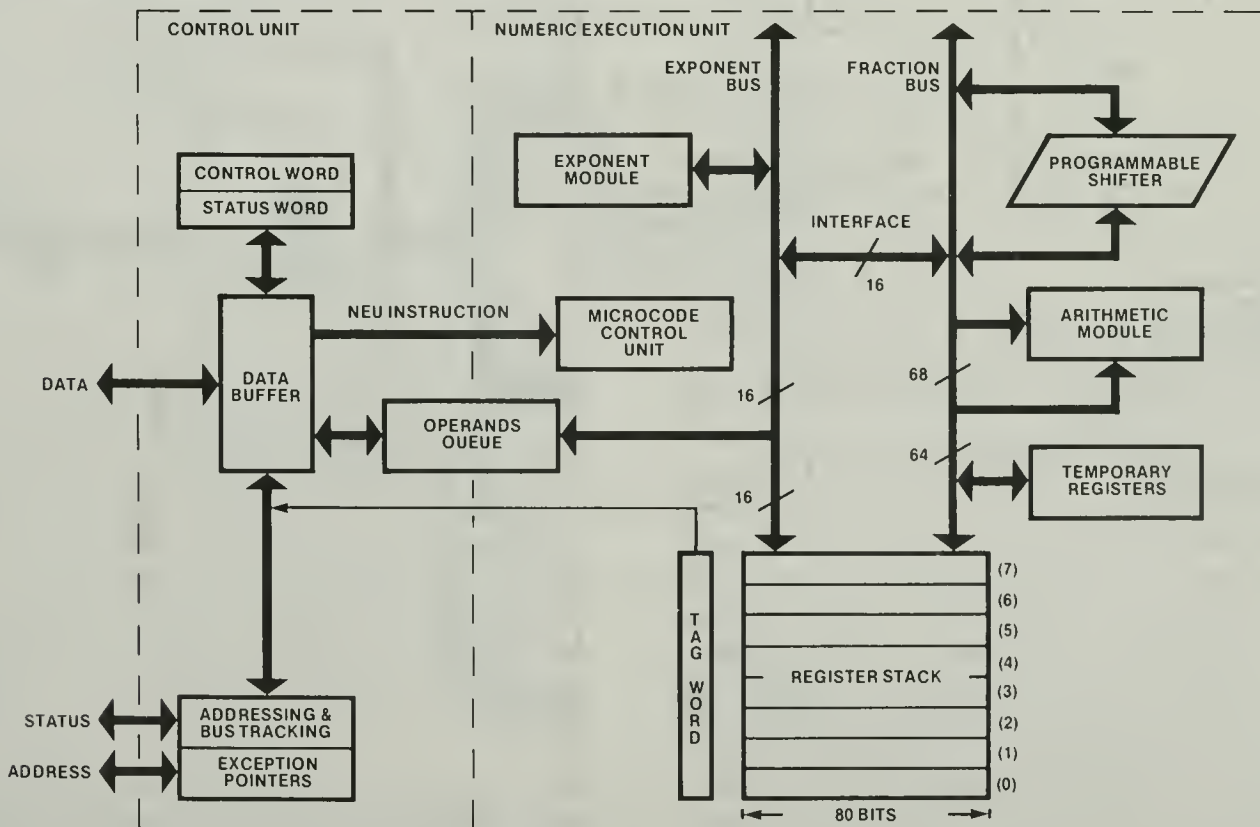 CONTROL UNIT
NUMERIC EXECUTION UNIT
EXPONENT
BUS
FRACTION
BUS
CONTROL WORD
STATUS WORD
EXPONENT
MODULE
PROGRAMMABLE
SHIFTER
INTERFACE
16
NEU INSTRUCTION
MICROCODE
CONTROL
UNIT
ARITHMETIC
MODULE
DATA
DATA
BUFFER
16
68
OPERANDS
QUEUE
64
TEMPORARY
REGISTERS
16
TAG WORD
(7)
(6)
(5)
(4)
REGISTER STACK
(3)
(2)
(1)
(0)
80 BITS
STATUS
ADDRESSING &
BUS TRACKING
ADDRESS
EXCEPTION
POINTERS